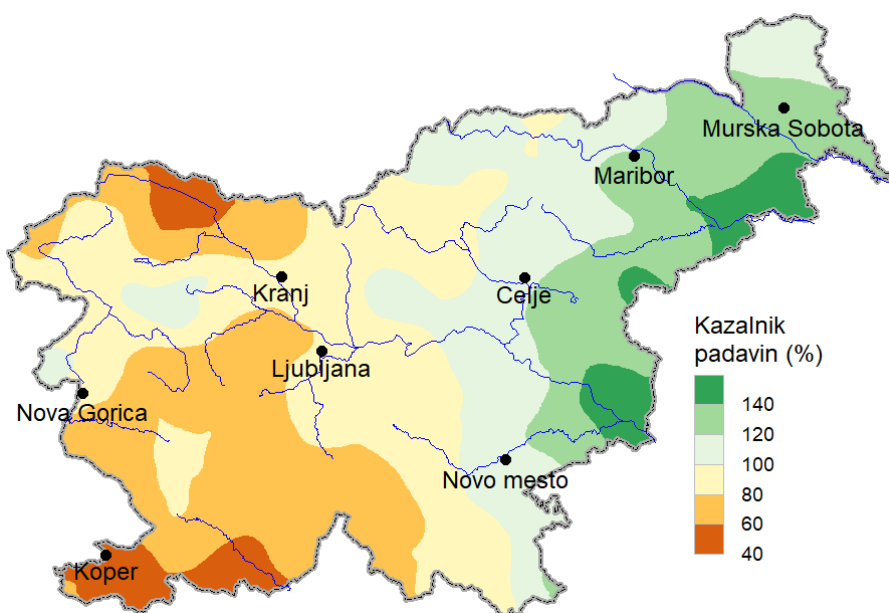 Murska Sobota
Maribor
Kranj
Celje
Ljubljana
Nova Gorica
Novo mesto
Koper
Kazalnik
padavin (%)
140
120
100
80
60
40